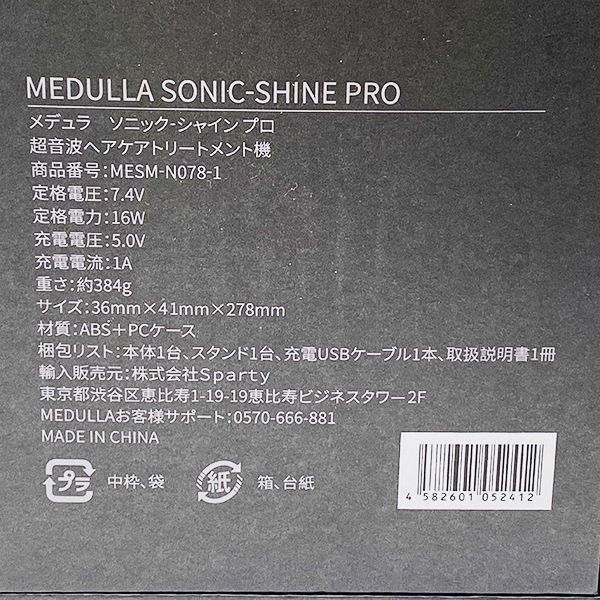 MEDULLA SONIC-SHINE PRO
メデュラ　ソニック-シャイン プロ
超音波ヘアケアトリートメント機
商品番号:MESM-N078-1
定格電圧:7.4V
定格電力:16W
充電電圧:5.0V
充電電流:1A
重さ:約384g
サイズ:36mm×41mm×278mm
材質:ABS+PCケース
梱包リスト:本体1台、スタンド1台、充電USBケーブル1本、取扱説明書1冊
輸入販売元:株式会社Sparty
東京都渋谷区恵比寿1-19-19恵比寿ビジネスタワー2F
MEDULLAお客様サポート:0570-666-881
MADE IN CHINA
プラ 中枠、袋 紙 箱、台紙
4 582601 052412